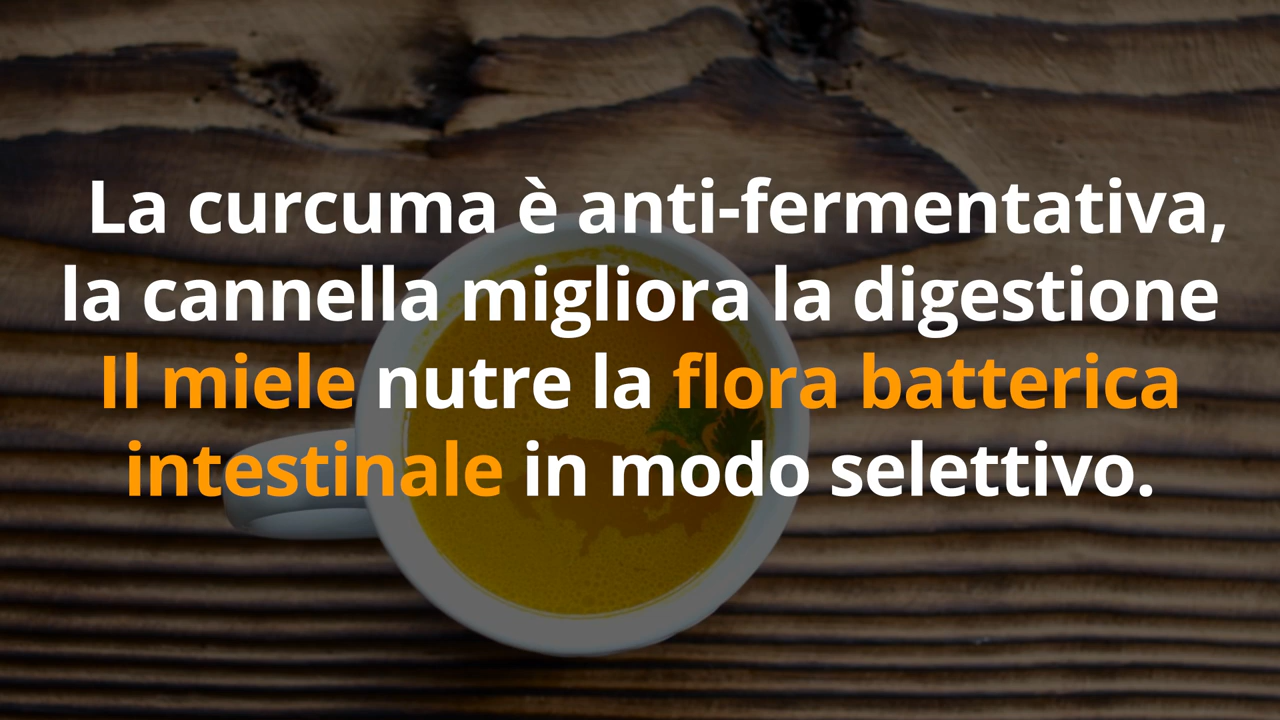 La curcuma è anti-fermentativa,
la cannella migliora la digestione
Il miele nutre la flora batterica
intestinale in modo selettivo.